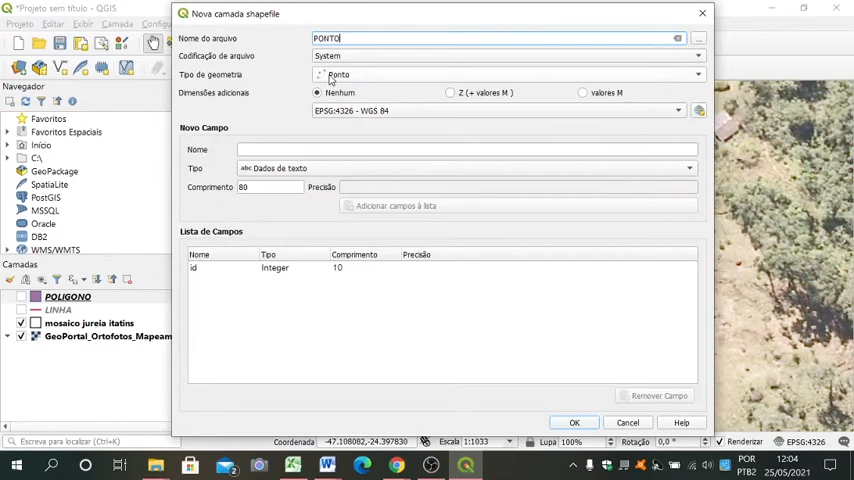 *Projeto sem título - QGIS
Projeto Editar Exibir Camada
Navegador
Favorites
Favoritos Espaciais
Início
C:\
GeoPackage
SpatiaLite
PostGIS
MSSQL
Oracle
DB2
WMS/WMTS
Camadas
POLIGONO
LINHA
mosaico jureia itatins
GeoPortal_Ortofotos_Mapeam
Nova camada shapefile
Nome do arquivo PONTO ...
Codificação de arquivo System
Tipo de geometria Ponto
Dimensões adicionais Nenhum Z (+ valores M ) valores M
EPSG:4326 - WGS 84
Novo Campo
Nome
Tipo abc Dados de texto
Comprimento 80 Precisão
Adicionar campos à lista
Lista de Campos
Nome Tipo Comprimento Precisão
id Integer 10
Remover Campo
OK Cancel Help
Escreva para localizar (Ctrl+K) Coordenada -47.108082,-24.397830 Escala 1:1033 Lupa 100% Rotação 0,0 ° Renderizar EPSG:4326
POR 12:04
PTB2 25/05/2021